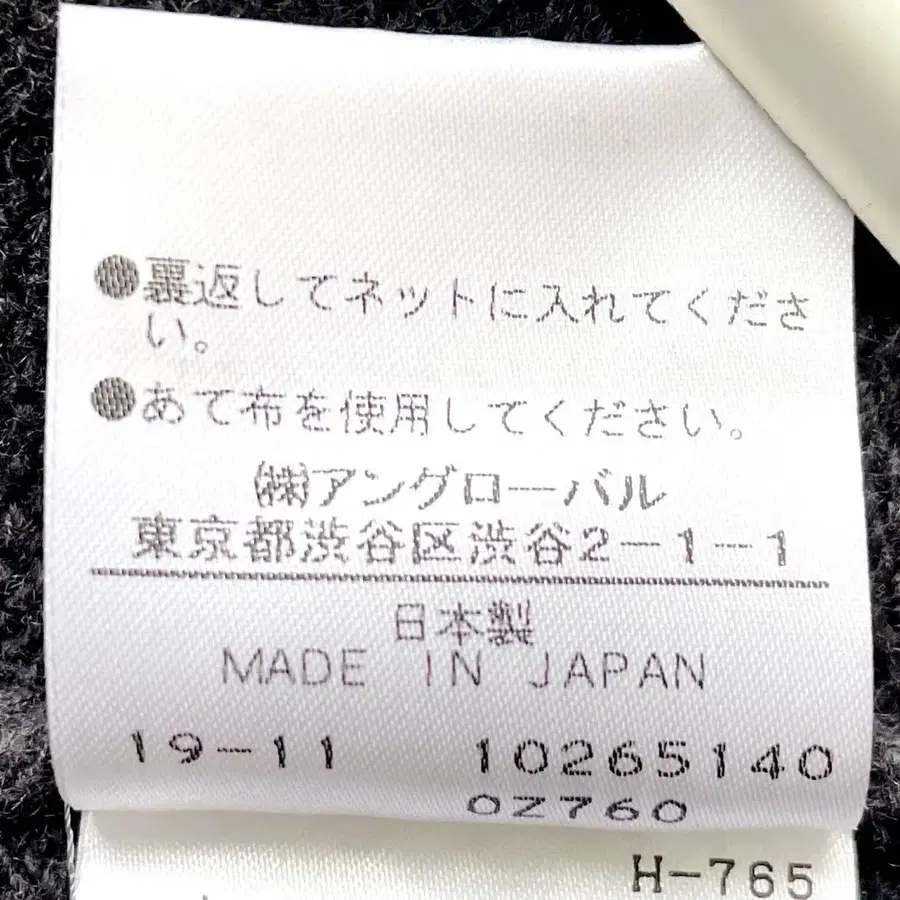 ●裏返してネットに入れてくださ
い。
●あて布を使用してください。
㈱アングローバル
東京都渋谷区渋谷2-1-1
日本製
MADE IN JAPAN
19-11 10265140
02760
H-765